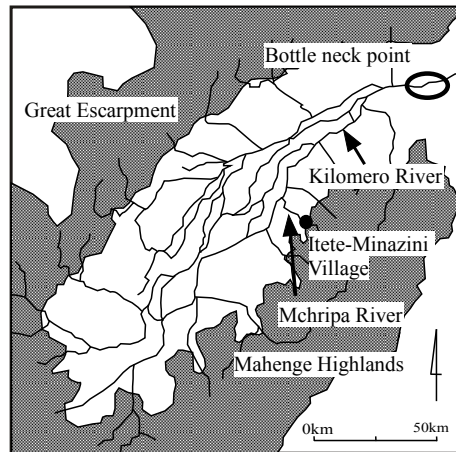 Bottle neck point
Great Escarpment
Kilomero River
Itete-Minazini
Village
Mchripa River
Mahenge Highlands
0km
50km